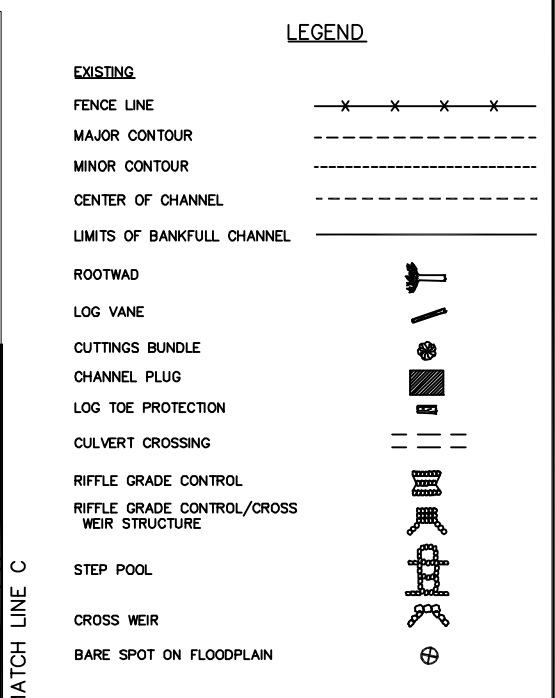 LEGEND
EXISTING
FENCE LINE
MAJOR CONTOUR
MINOR CONTOUR
CENTER OF CHANNEL
LIMITS OF BANKFULL CHANNEL
ROOTWAD
LOG VANE
CUTTINGS BUNDLE
CHANNEL PLUG
LOG TOE PROTECTION
CULVERT CROSSING
RIFFLE GRADE CONTROL
RIFFLE GRADE CONTROL/CROSS
WEIR STRUCTURE
STEP POOL
CROSS WEIR
BARE SPOT ON FLOODPLAIN
IATCH LINE C